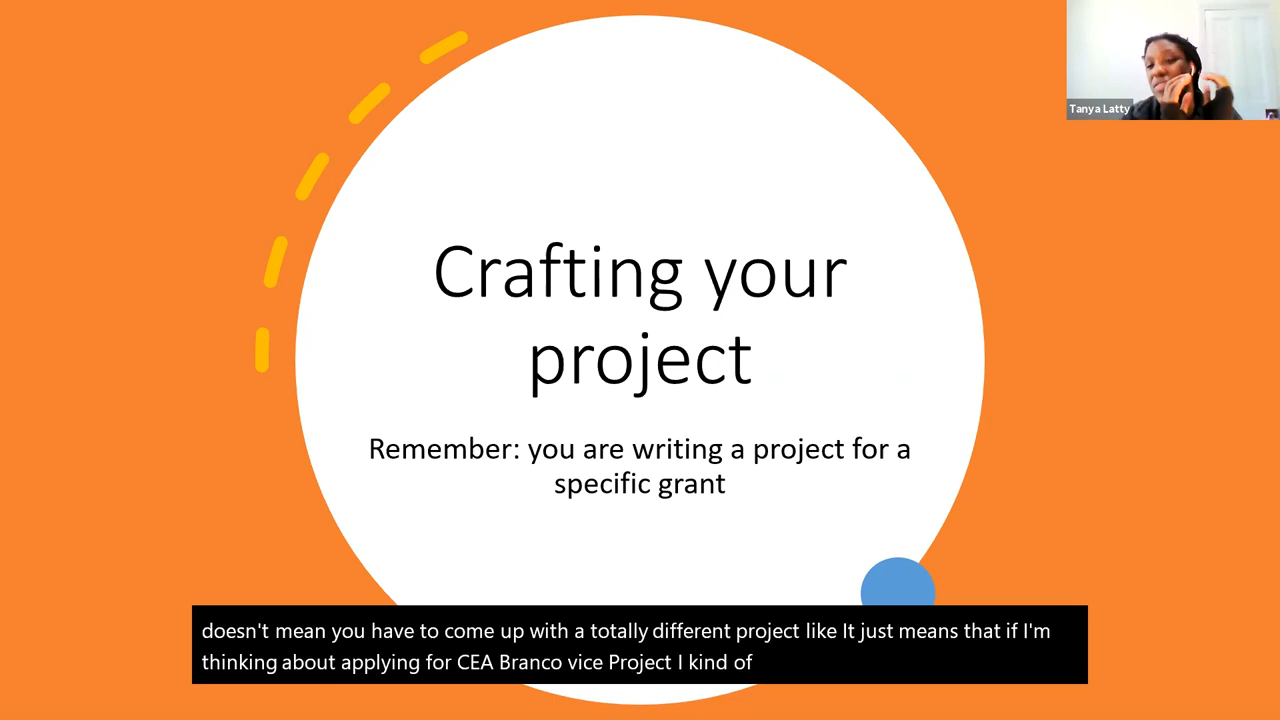 Tanya Latty
Crafting your
project
Remember: you are writing a project for a
specific grant
doesn't mean you have to come up with a totally different project like It just means that if I'm
thinking about applying for CEA Branco vice Project I kind of